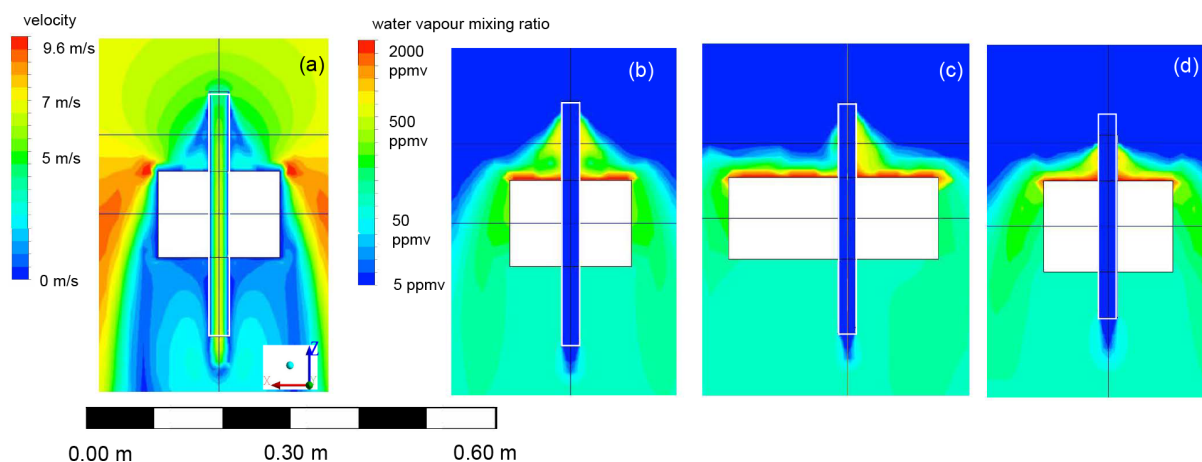 velocity
9.6 m/s
7 m/s
5 m/s
0 m/s
(a)
Z
X
water vapour mixing ratio
2000
ppmv
500
ppmv
50
ppmv
5 ppmv
(b)
(c)
(d)
0.00 m
0.30 m
0.60 m